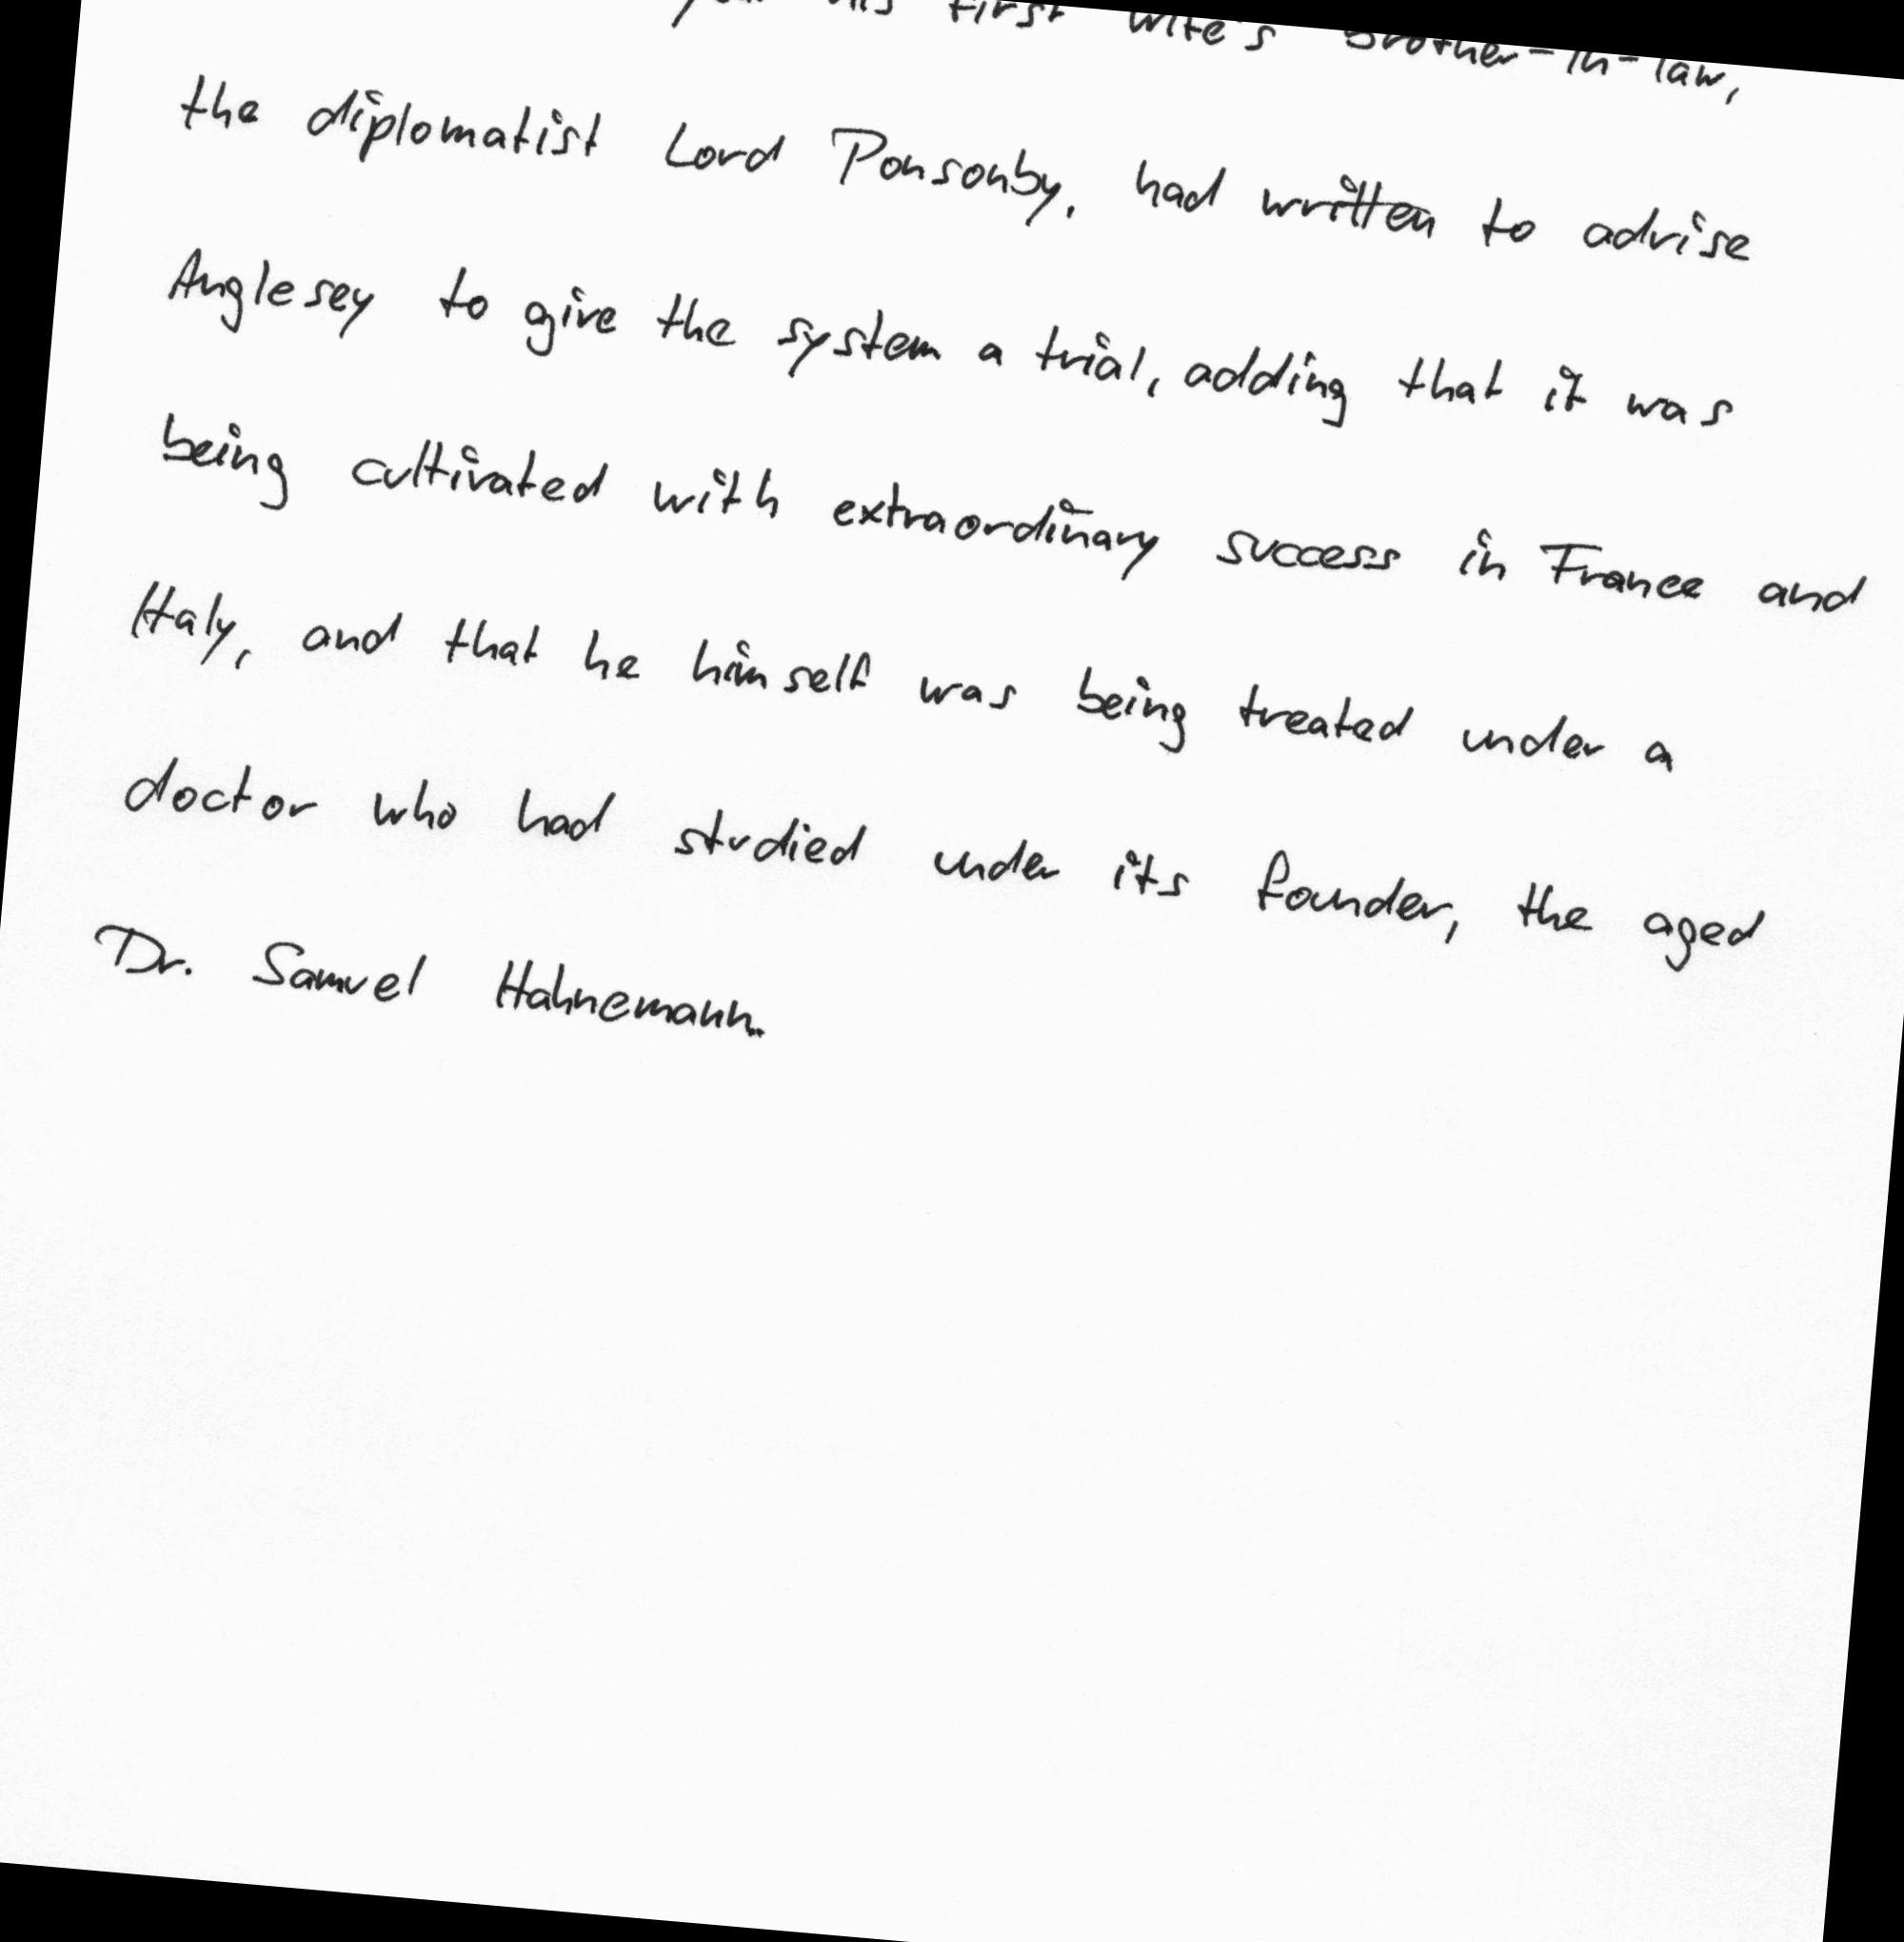 his first wife's brother-in-law,
the diplomatist Lord Ponsonby, had written to advise
Anglesey to give the system a trial, adding that it was
being cultivated with extraordinary success in France and
Italy, and that he himself was being treated under a
doctor who had studied under its founder, the aged
Dr. Samuel Hahnemann.